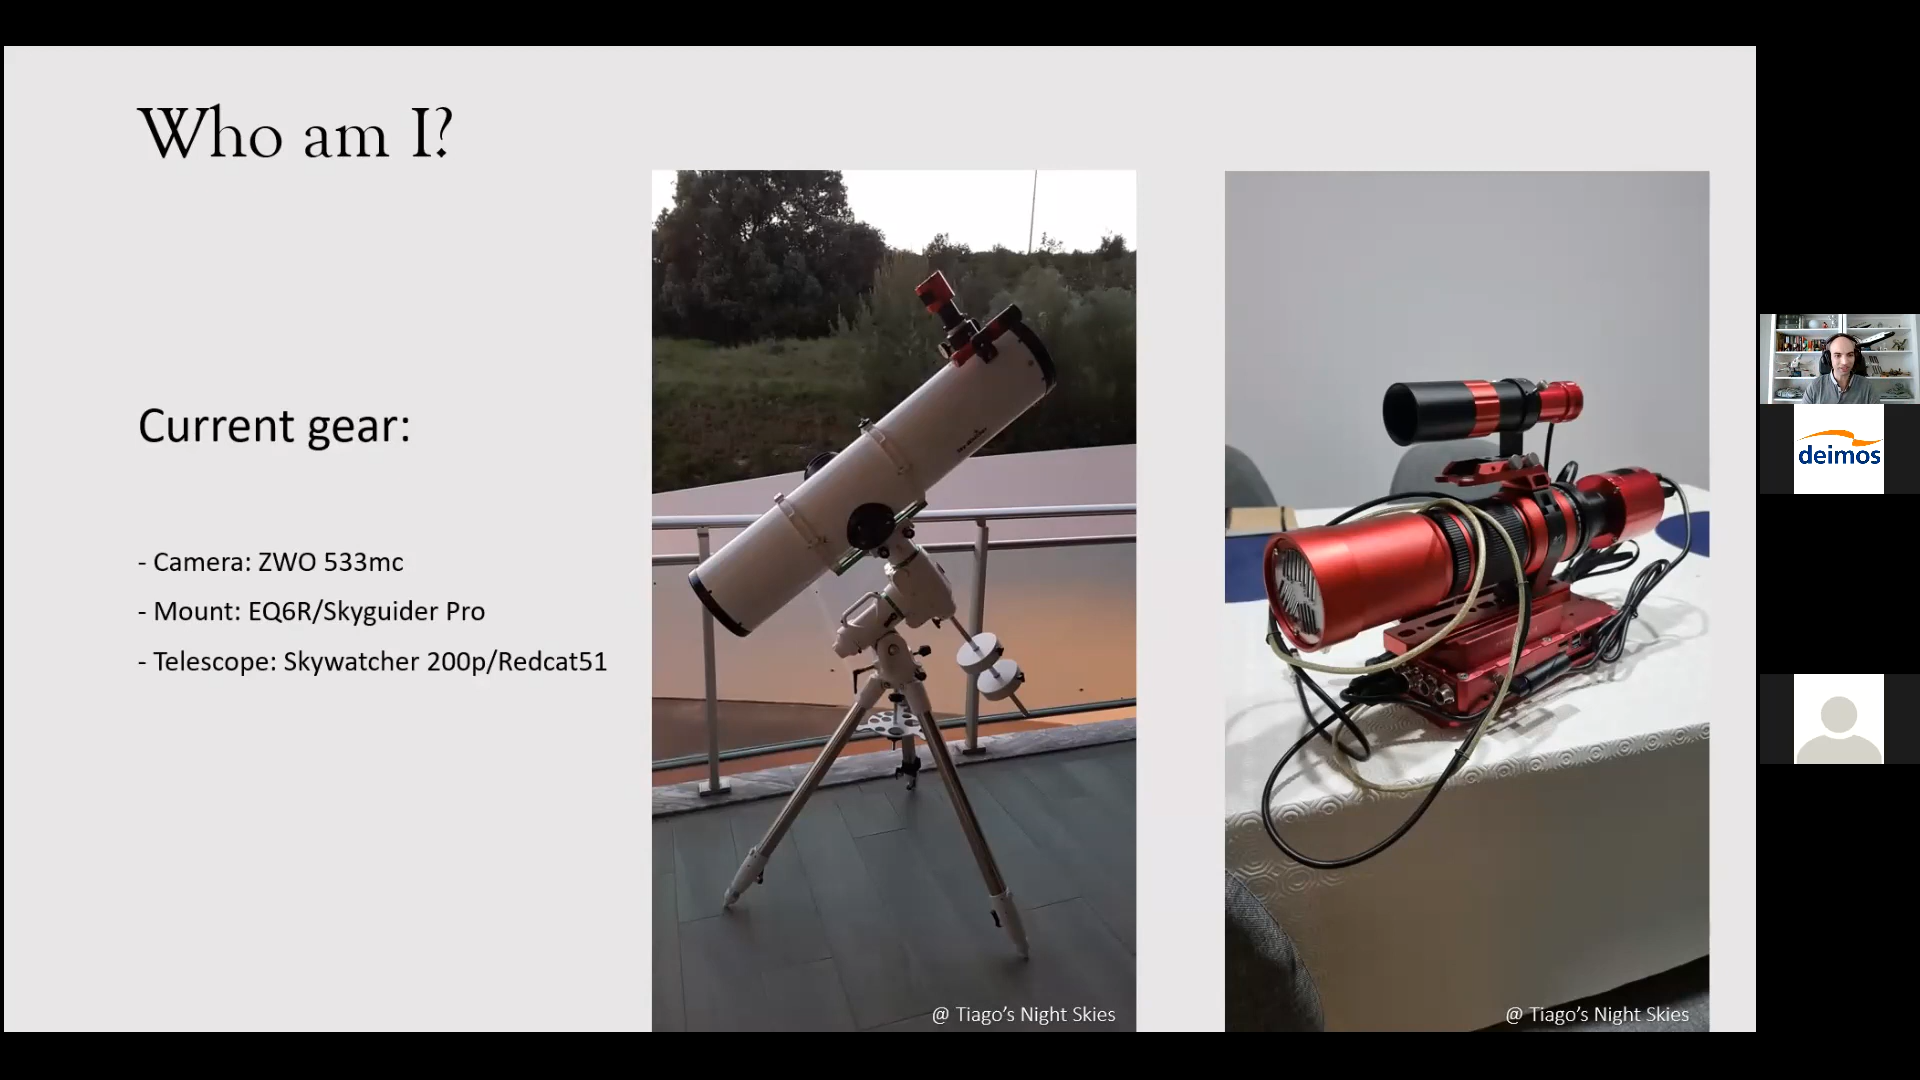 Who am I?
Current gear:
- Camera: ZWO 533mc
- Mount: EQ6R/Skyguider Pro
- Telescope: Skywatcher 200p/Redcat51
@ Tiago’s Night Skies
@ Tiago’s Night Skies
deimos